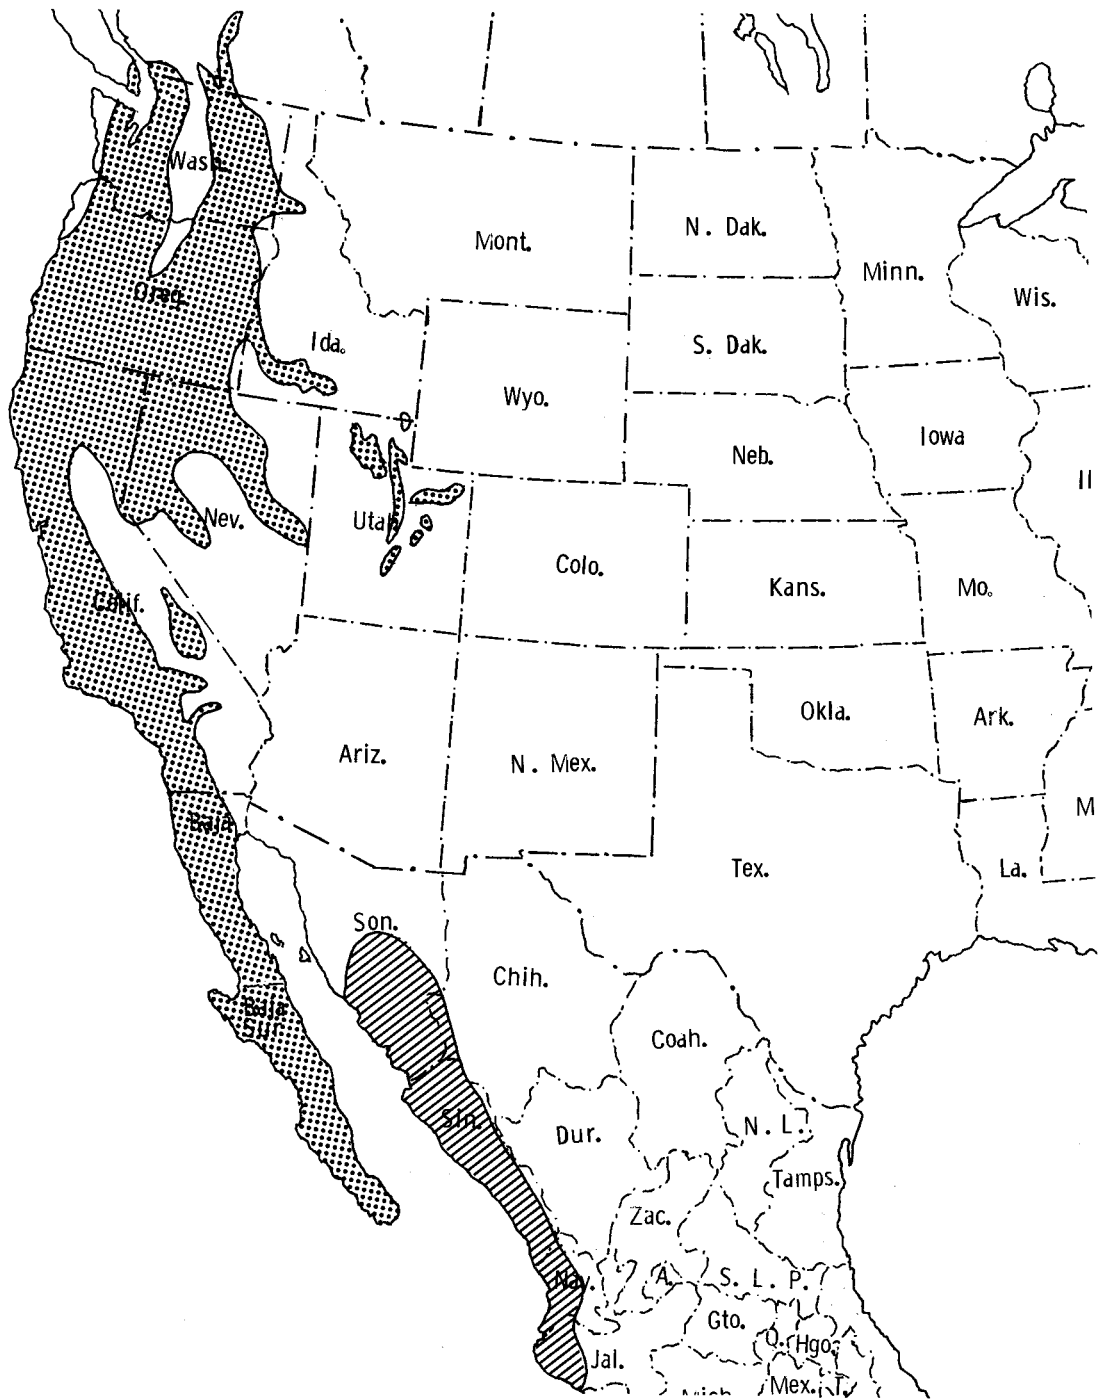 Wash.
Mont.
N. Dak.
Minn.
Wis.
Oreg.
Ida.
S. Dak.
Wyo.
Iowa
Neb.
Ill
Nev.
Utah
Colo.
Kans.
Mo.
Calif.
Okla.
Ark.
Ariz.
N. Mex.
M
Baja
Tex.
La.
Son.
Chih.
Baja
Sur
Coah.
Sin.
Dur.
N. L.
Tamps.
Zac.
Nay.
A.
S. L. P.
Gto.
Q.
Hgo.
Jal.
Mich.
Mex.
T.